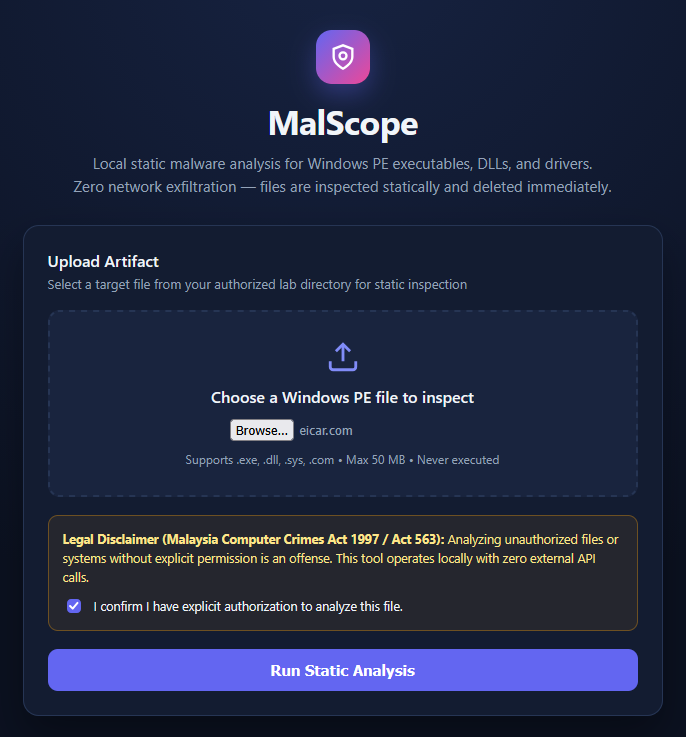 MalScope
Local static malware analysis for Windows PE executables, DLLs, and drivers.
Zero network exfiltration — files are inspected statically and deleted immediately.
Upload Artifact
Select a target file from your authorized lab directory for static inspection
Choose a Windows PE file to inspect
Browse... eicar.com
Supports .exe, .dll, .sys, .com • Max 50 MB • Never executed
Legal Disclaimer (Malaysia Computer Crimes Act 1997 / Act 563): Analyzing unauthorized files or
systems without explicit permission is an offense. This tool operates locally with zero external API
calls.
I confirm I have explicit authorization to analyze this file.
Run Static Analysis